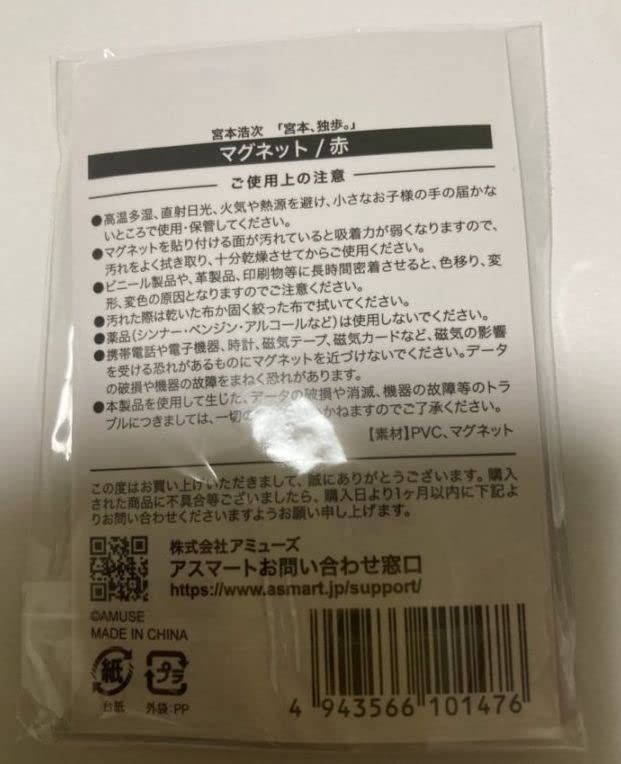 宮本浩次 「宮本、独歩。」
マグネット / 赤
ご使用上の注意
●高温多湿、直射日光、火気や熱源を避け、小さなお子様の手の届かな
いところで使用・保管してください。
●マグネットを貼り付ける面が汚れていると吸着力が弱くなりますので、
汚れをよく拭き取り、十分乾燥させてからご使用ください。
●ビニール製品や、革製品、印刷物等に長時間密着させると、色移り、変
形、変色の原因となりますのでご注意ください。
●汚れた際は乾いた布か固く絞った布で拭いてください。
●薬品（シンナー・ベンジン・アルコールなど）は使用しないでください。
●携帯電話や電子機器、時計、磁気テープ、磁気カードなど、磁気の影響
を受ける恐れがあるものにマグネットを近づけないでください。データ
の破損や機器の故障をまねく恐れがあります。
●本製品を使用して生じた、データの破損や消滅、機器の故障等のトラ
ブルにつきましては、一切の かねますのでご了承ください。
【素材】PVC、マグネット
この度はお買い上げいただきまして、誠にありがとうございます。購入
された商品に不具合等ございましたら、購入日より1ヶ月以内に下記よ
りお問い合わせくださいますようお願い申し上げます。
株式会社アミューズ
アスマートお問い合わせ窓口
https://www.asmart.jp/support/
©AMUSE
MADE IN CHINA
紙 プラ
台紙 外袋:PP
4 943566 101476